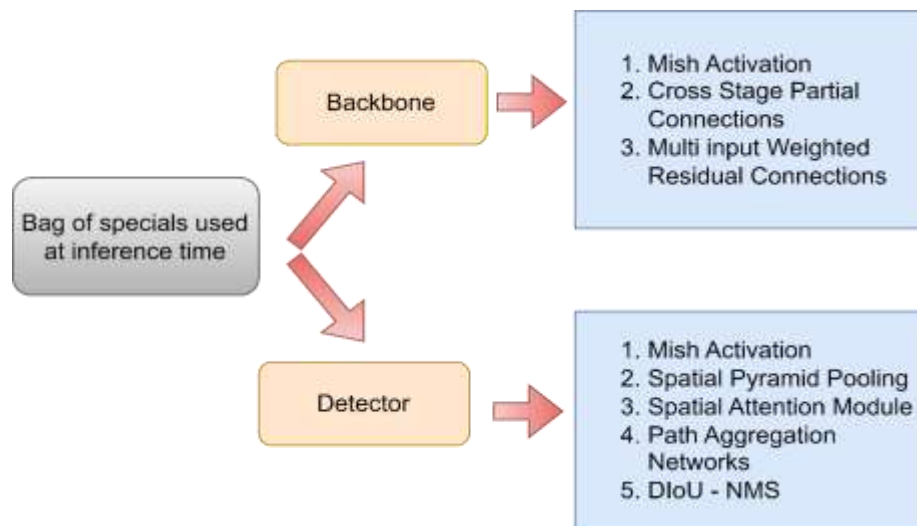 Bag of specials used
at inference time
Backbone
1. Mish Activation
2. Cross Stage Partial
Connections
3. Multi input Weighted
Residual Connections
Detector
1. Mish Activation
2. Spatial Pyramid Pooling
3. Spatial Attention Module
4. Path Aggregation
Networks
5. DIoU - NMS